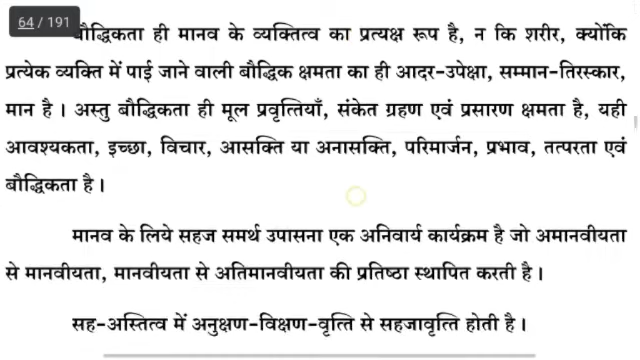 64 / 191
बौद्धिकता ही मानव के व्यक्तित्व का प्रत्यक्ष रूप है, न कि शरीर, क्योंकि
प्रत्येक व्यक्ति में पाई जाने वाली बौद्धिक क्षमता का ही आदर-उपेक्षा, सम्मान-तिरस्कार,
मान है। अस्तु बौद्धिकता ही मूल प्रवृत्तियाँ, संकेत ग्रहण एवं प्रसारण क्षमता है, यही
आवश्यकता, इच्छा, विचार, आसक्ति या अनासक्ति, परिमार्जन, प्रभाव, तत्परता एवं
बौद्धिकता है।
मानव के लिये सहज समर्थ उपासना एक अनिवार्य कार्यक्रम है जो अमानवीयता
से मानवीयता, मानवीयता से अतिमानवीयता की प्रतिष्ठा स्थापित करती है।
सह-अस्तित्व में अनुक्षण-विक्षण-वृत्ति से सहजावृत्ति होती है।